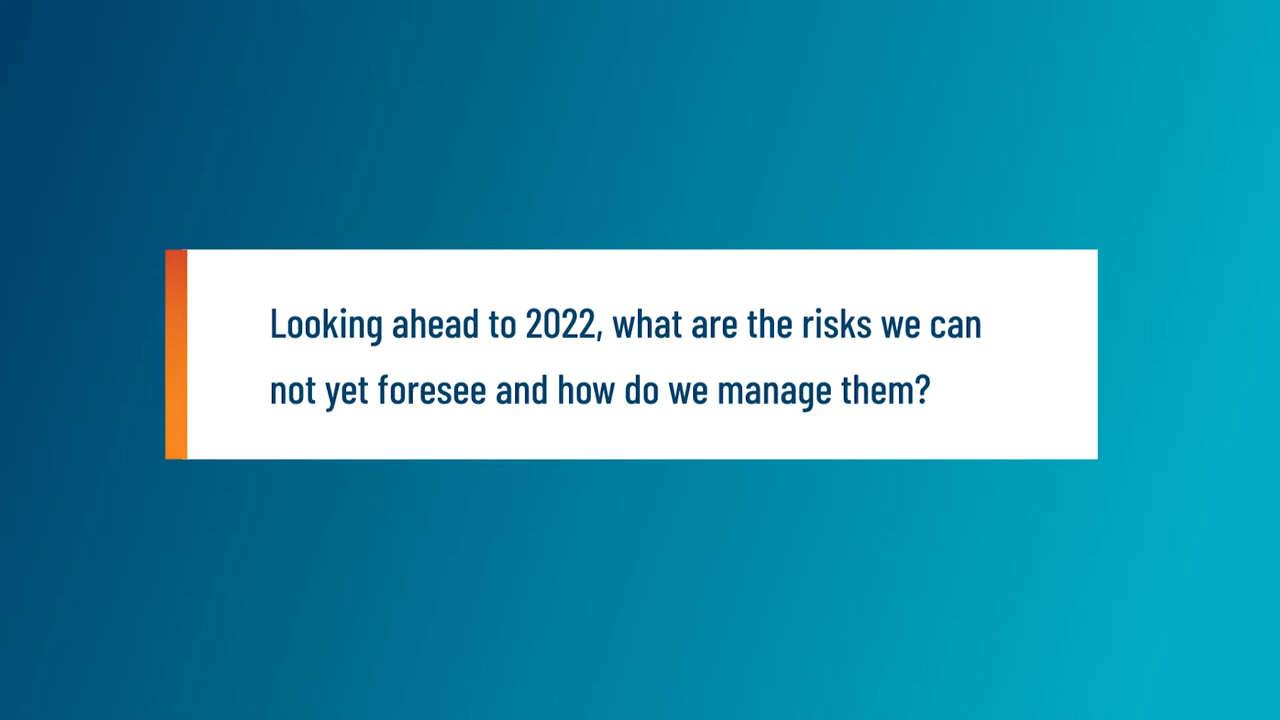 Looking ahead to 2022, what are the risks we can
not yet foresee and how do we manage them?